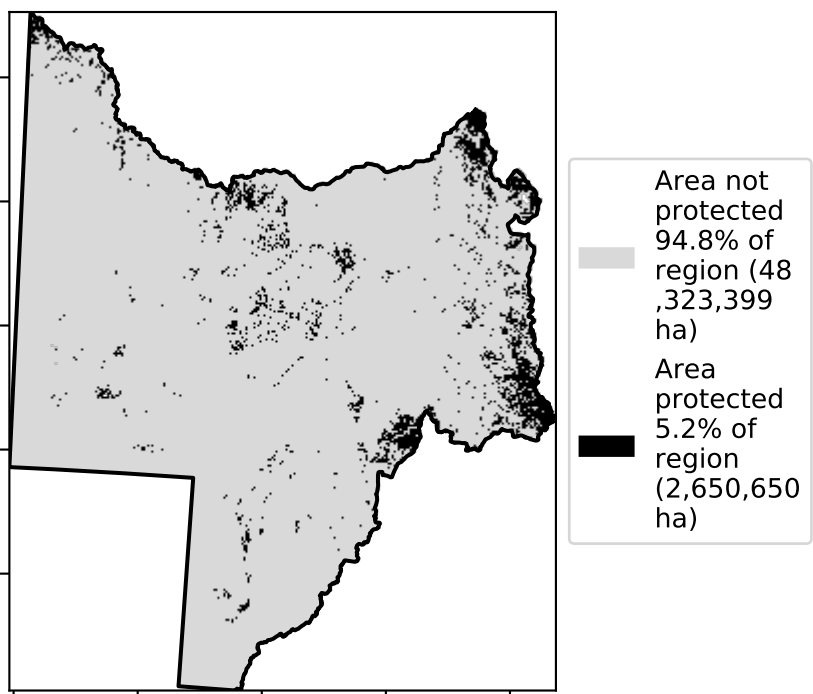 Area not
protected
94.8% of
region (48
,323,399
ha)
Area
protected
5.2% of
region
(2,650,650
ha)